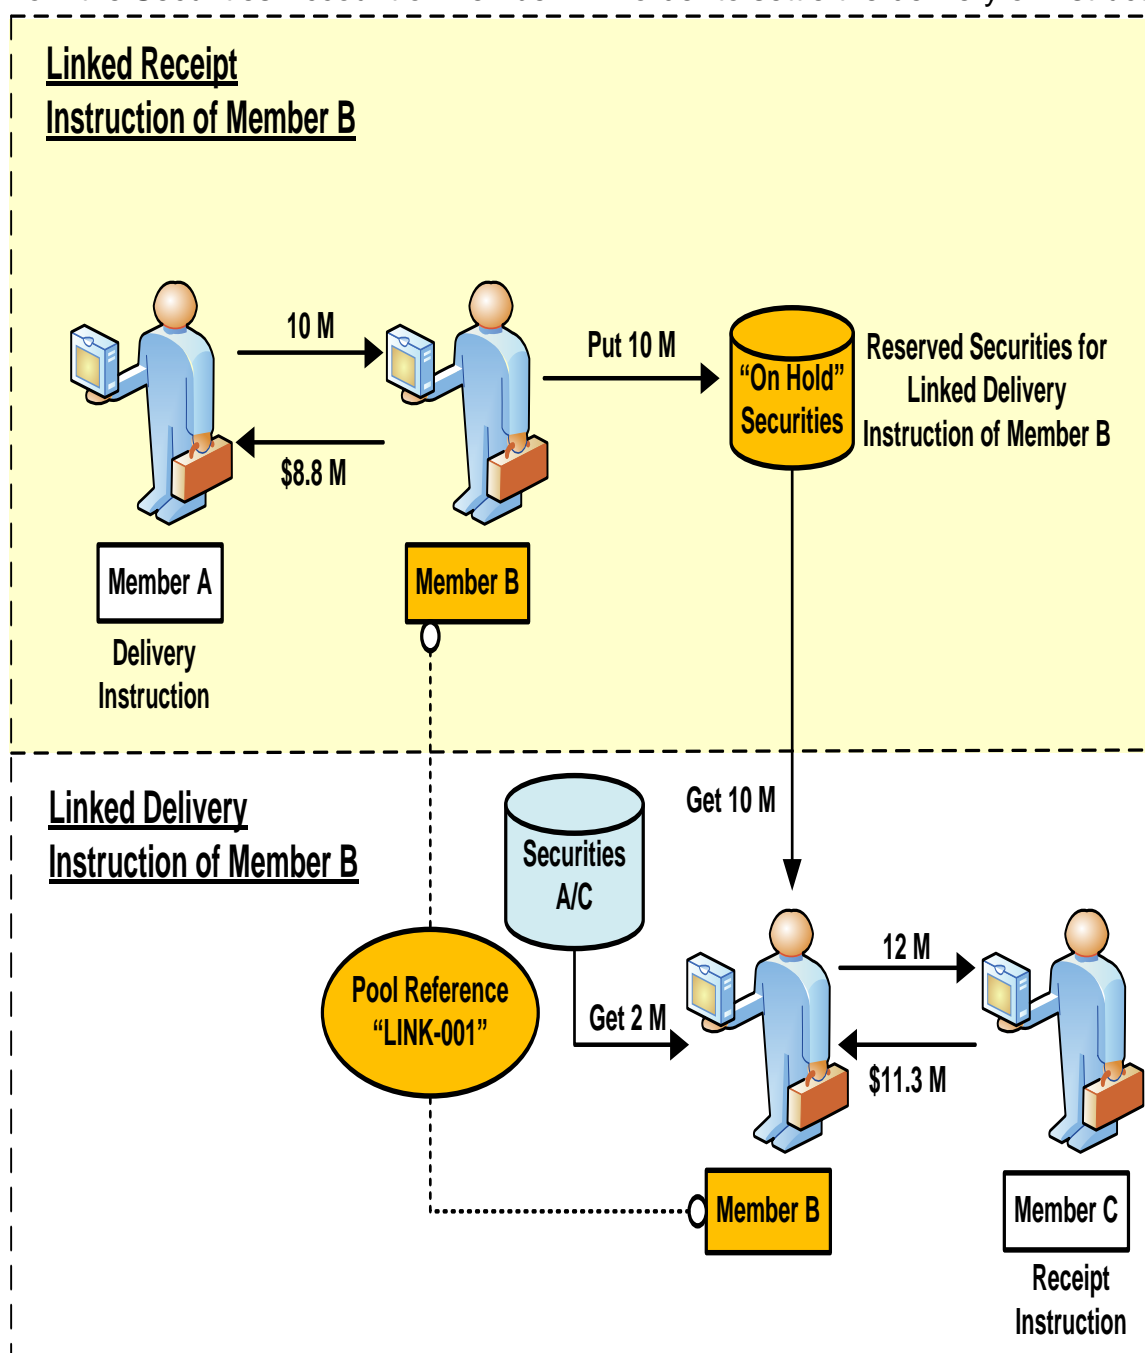 Linked Receipt
Instruction of Member B
10 M
$8.8 M
Put 10 M
“On Hold”
Securities
Reserved Securities for
Linked Delivery
Instruction of Member B
Member A
Delivery
Instruction
Member B
Linked Delivery
Instruction of Member B
Securities
A/C
Get 10 M
Pool Reference
“LINK-001”
Get 2 M
12 M
$11.3 M
Member B
Member C
Receipt
Instruction